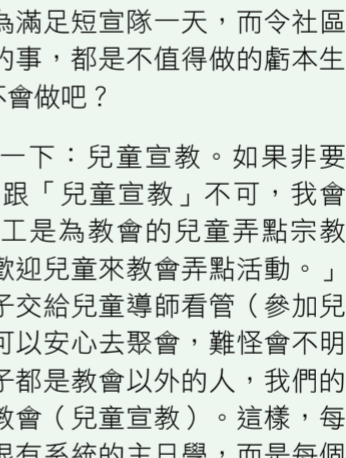 為滿足短宣隊一天，而令社區
的事，都是不值得做的虧本生
不會做吧？
一下：兒童宣教。如果非要
跟「兒童宣教」不可，我會
工是為教會的兒童弄點宗教
歡迎兒童來教會弄點活動。」
子交給兒童導師看管（參加兒
可以安心去聚會，難怪會不明
子都是教會以外的人，我們的
教會（兒童宣教）。這樣，每
很有系統的主日學，而是每個